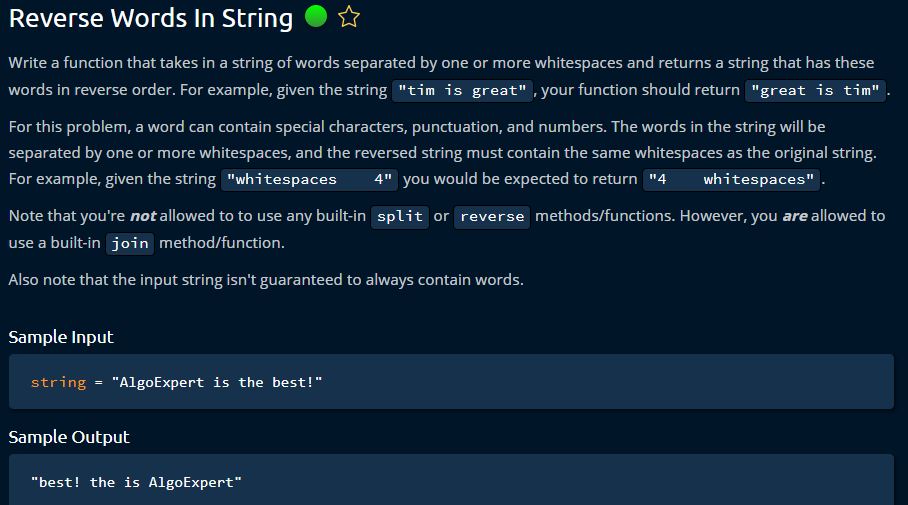 Reverse Words In String
Write a function that takes in a string of words separated by one or more whitespaces and returns a string that has these
words in reverse order. For example, given the string "tim is great", your function should return "great is tim".
For this problem, a word can contain special characters, punctuation, and numbers. The words in the string will be
separated by one or more whitespaces, and the reversed string must contain the same whitespaces as the original string.
For example, given the string "whitespaces    4" you would be expected to return "4    whitespaces".
Note that you're not allowed to to use any built-in split or reverse methods/functions. However, you are allowed to
use a built-in join method/function.
Also note that the input string isn't guaranteed to always contain words.
Sample Input
string = "AlgoExpert is the best!"
Sample Output
"best! the is AlgoExpert"